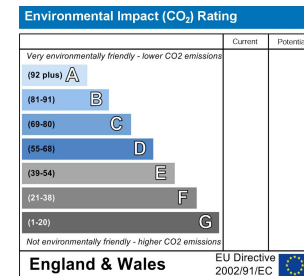 Environmental Impact (CO₂) Rating
Current Potentia
Very environmentally friendly - lower CO2 emissions
(92 plus) A
(81-91) B
(69-80) C
(55-68) D
(39-54) E
(21-38) F
(1-20) G
Not environmentally friendly - higher CO2 emissions
England & Wales
EU Directive
2002/91/EC